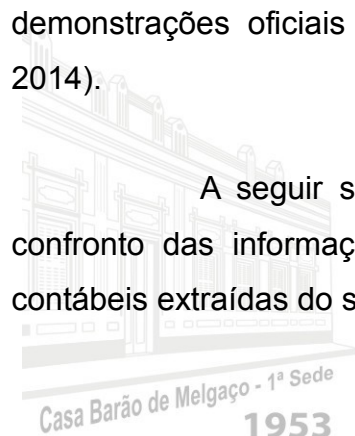 demonstrações oficiais
2014).
A seguir s
confronto das informaç
contábeis extraídas do s
Casa Barão de Melgaço - 1ª Sede
1953